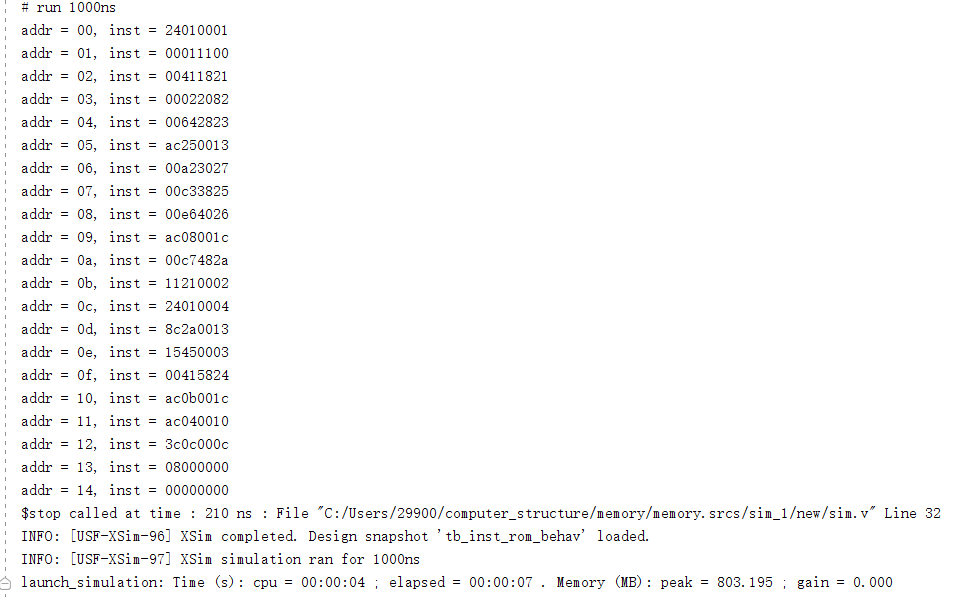 # run 1000ns
addr = 00, inst = 24010001
addr = 01, inst = 00011100
addr = 02, inst = 00411821
addr = 03, inst = 00022082
addr = 04, inst = 00642823
addr = 05, inst = ac250013
addr = 06, inst = 00a23027
addr = 07, inst = 00c33825
addr = 08, inst = 00e64026
addr = 09, inst = ac08001c
addr = 0a, inst = 00c7482a
addr = 0b, inst = 11210002
addr = 0c, inst = 24010004
addr = 0d, inst = 8c2a0013
addr = 0e, inst = 15450003
addr = 0f, inst = 00415824
addr = 10, inst = ac0b001c
addr = 11, inst = ac040010
addr = 12, inst = 3c0c000c
addr = 13, inst = 08000000
addr = 14, inst = 00000000
$stop called at time : 210 ns : File "C:/Users/29900/computer_structure/memory/memory.srcs/sim_1/new/sim.v" Line 32
INFO: [USF-XSim-96] XSim completed. Design snapshot 'tb_inst_rom_behav' loaded.
INFO: [USF-XSim-97] XSim simulation ran for 1000ns
launch_simulation: Time (s): cpu = 00:00:04 ; elapsed = 00:00:07 . Memory (MB): peak = 803.195 ; gain = 0.000